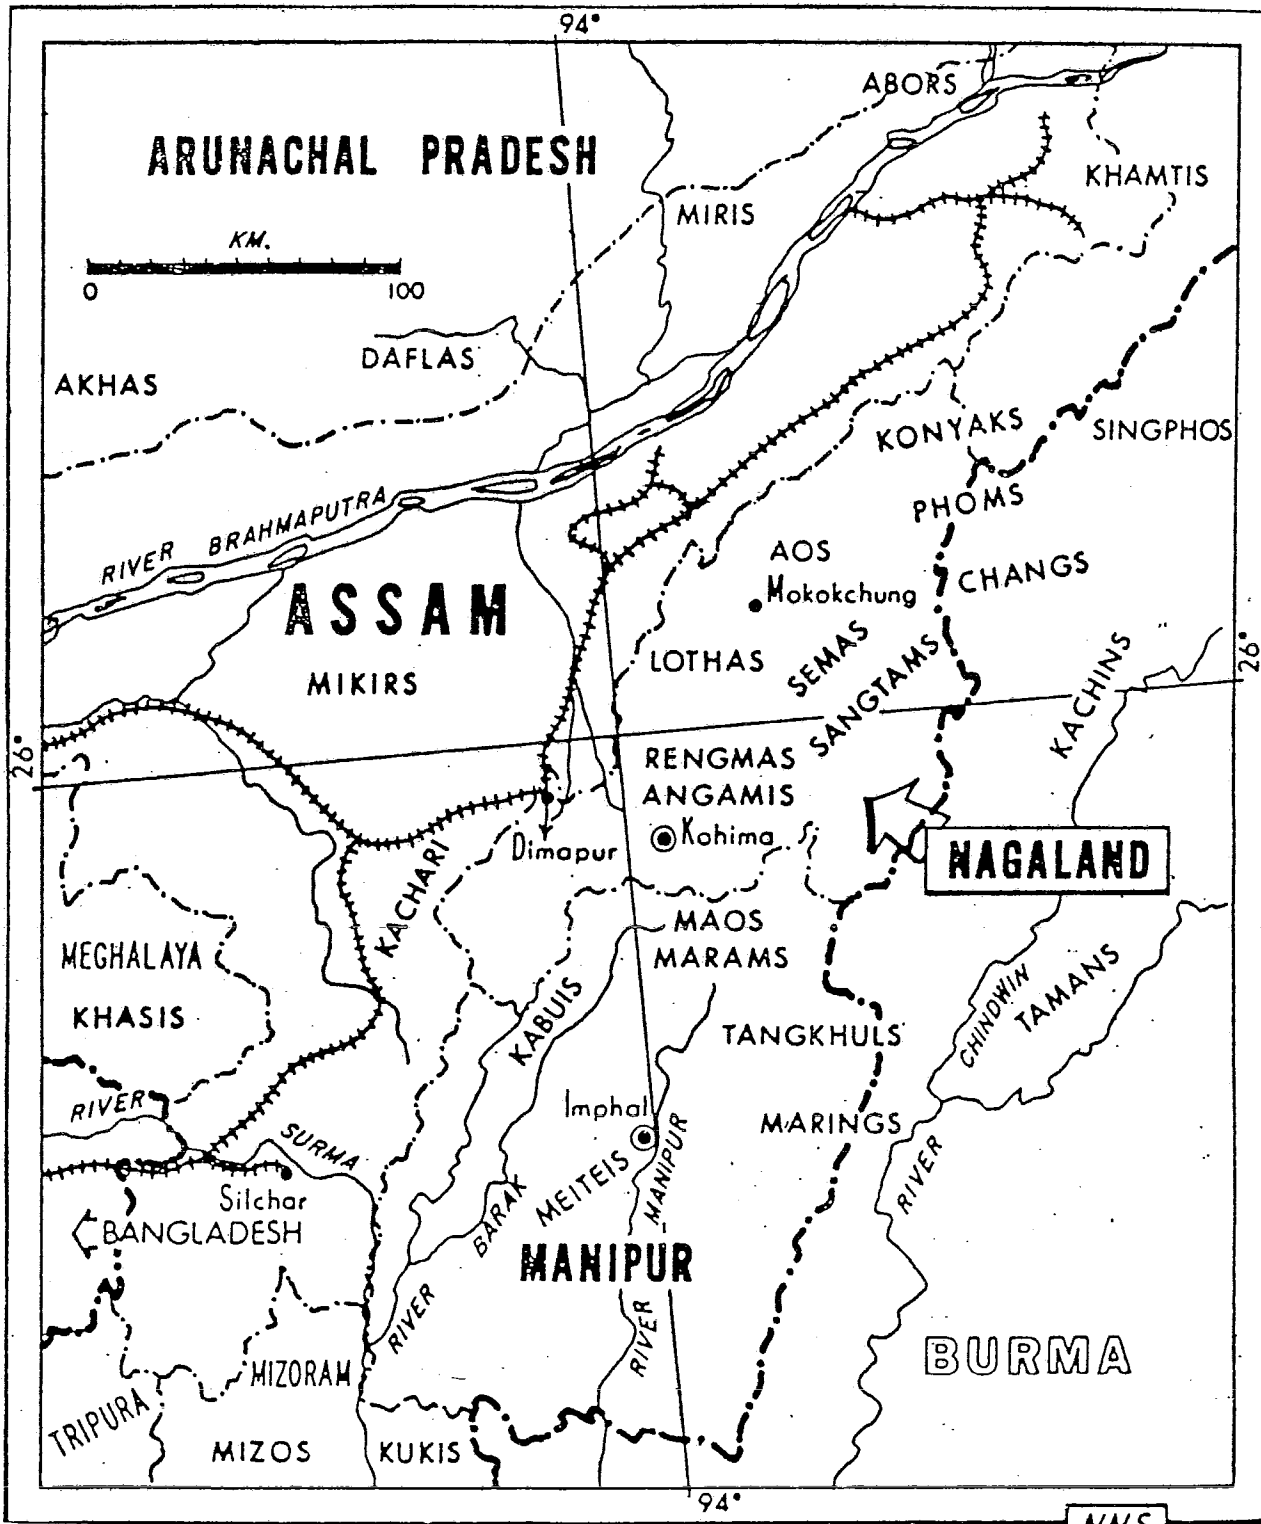 94°
ABORS
ARUNACHAL PRADESH
KHAMTIS
MIRIS
KM.
0 100
DAFLAS
AKHAS
KONYAKS
SINGPHOS
PHOMS
RIVER BRAHMAPUTRA
AOS
CHANGS
Mokokchung
ASSAM
SEMAS
LOTHAS
26°
MIKIRS
SANGTAMS
KACHINS
26°
RENGMAS
ANGAMIS
Kohima
Dimapur
NAGALAND
KACHARI
MAOS
MEGHALAYA
MARAMS
KHASIS
KABUIS
TANGKHULS
CHINDWIN
TAMANS
RIVER
Imphal
MARINGS
SURMA
MANIPUR
RIVER
MEITEIS
Silchar
BARAK
BANGLADESH
MANIPUR
RIVER
RIVER
BURMA
MIZORAM
TRIPURA
MIZOS
KUKIS
94°
NNS